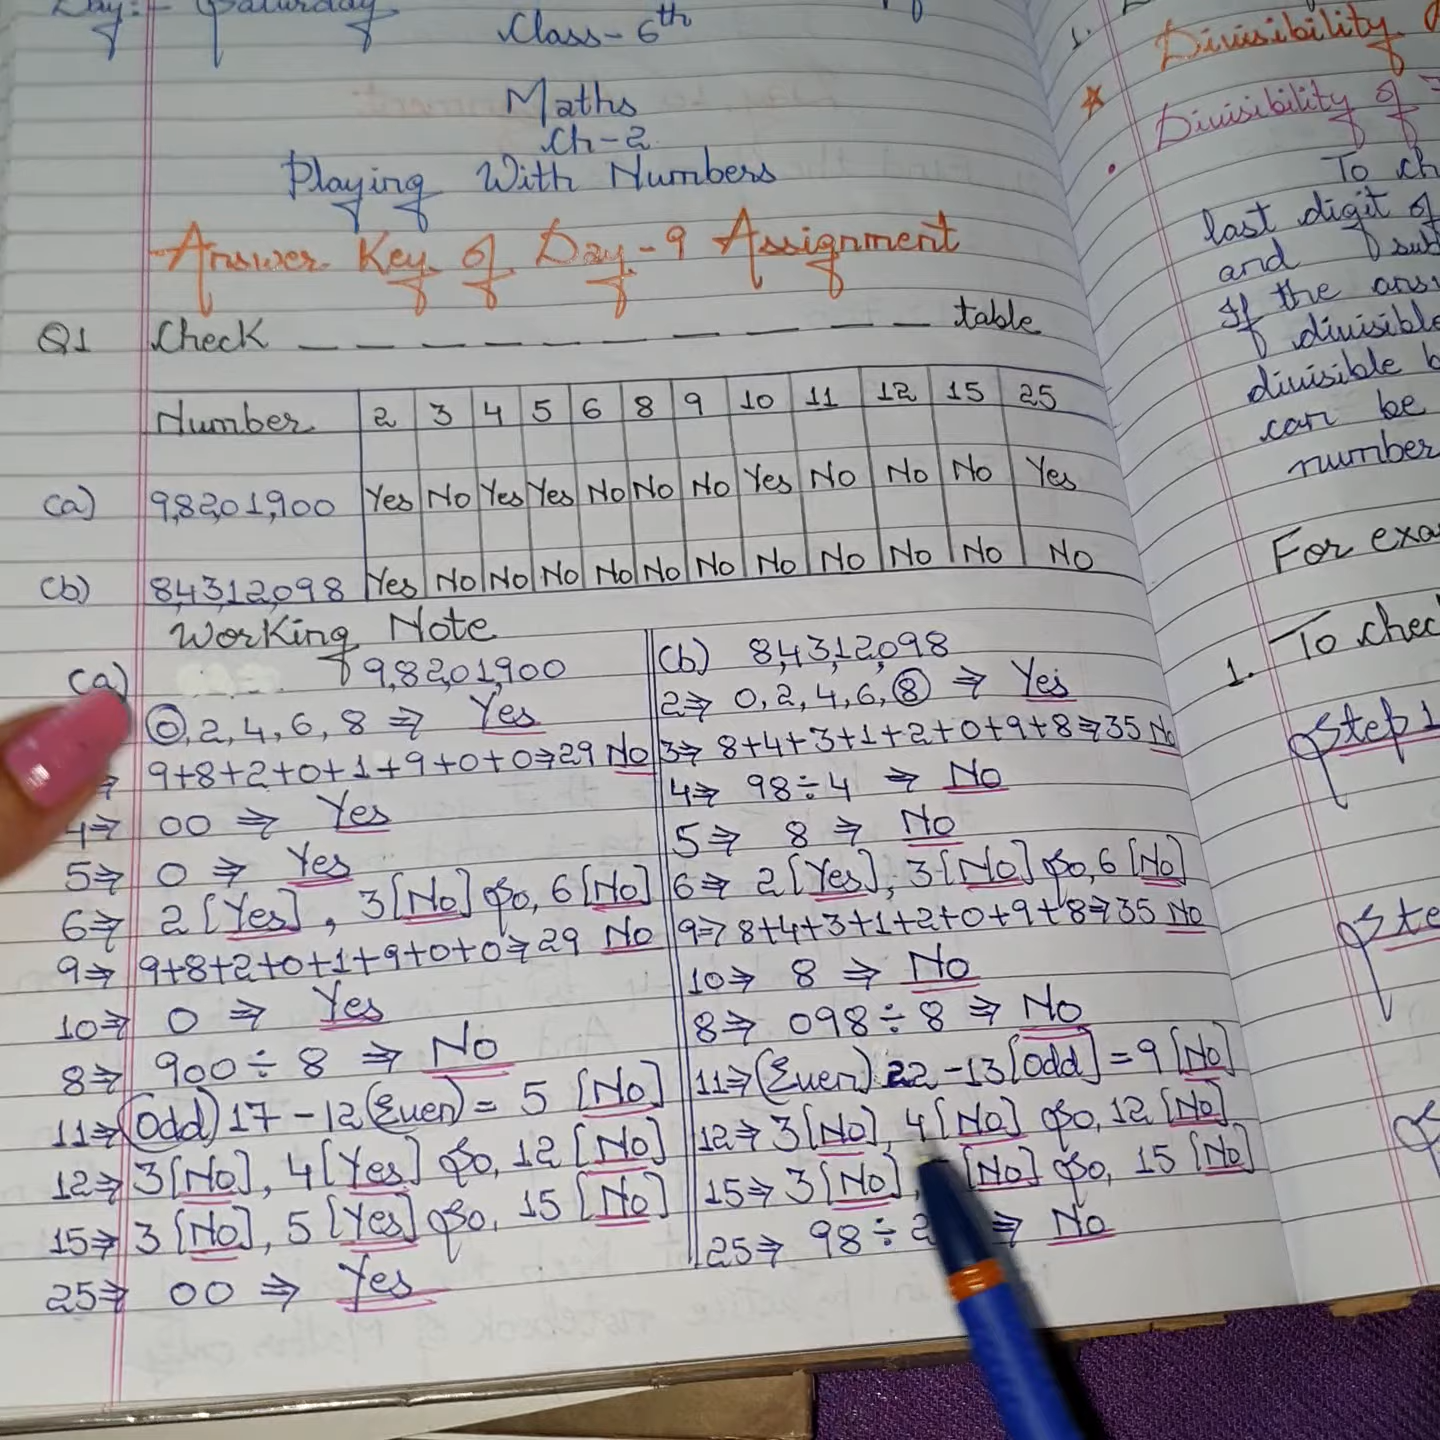 Day:- Saturday
Class-6th
Maths
Ch-2
Playing With Numbers
Answer Key of Day-9 Assignment
Q1 Check _ _ _ _ _ _ _ _ _ _ _ table
Number 2 3 4 5 6 8 9 10 11 12 15 25
(a) 9,82,01,900 Yes No Yes Yes No No No Yes No No No Yes
(b) 8,43,12,098 Yes No No No No No No No No No No No
Working Note
(a) 9,82,01,900
0, 2, 4, 6, 8 ⇒ Yes
⇒ 9+8+2+0+1+9+0+0⇒29 No
4⇒ 00 ⇒ Yes
5⇒ 0 ⇒ Yes
6⇒ 2 [Yes], 3[No] So, 6 [No]
9⇒ 9+8+2+0+1+9+0+0⇒29 No
10⇒ 0 ⇒ Yes
8⇒ 900÷8 ⇒ No
11⇒ (Odd) 17-12 (Even) = 5 [No]
12⇒ 3[No], 4[Yes] So, 12 [No]
15⇒ 3 [No], 5 [Yes] So, 15 [No]
25⇒ 00 ⇒ Yes
(b) 8,43,12,098
2⇒ 0, 2, 4, 6, 8 ⇒ Yes
3⇒ 8+4+3+1+2+0+9+8⇒35 No
4⇒ 98÷4 ⇒ No
5⇒ 8 ⇒ No
6⇒ 2[Yes], 3[No] So, 6 [No]
9⇒ 8+4+3+1+2+0+9+8⇒35 No
10⇒ 8 ⇒ No
8⇒ 098÷8 ⇒ No
11⇒ (Even) 22-13[Odd] = 9 [No]
12⇒ 3[No], 4[No] So, 12 [No]
15⇒ 3[No], [No] So, 15 [No]
25⇒ 98÷2 ⇒ No
1.
Divisibility
Divisibility of
To
last digit of
and
If the
divisible
divisible
can be
number
For
1. To
Step 1